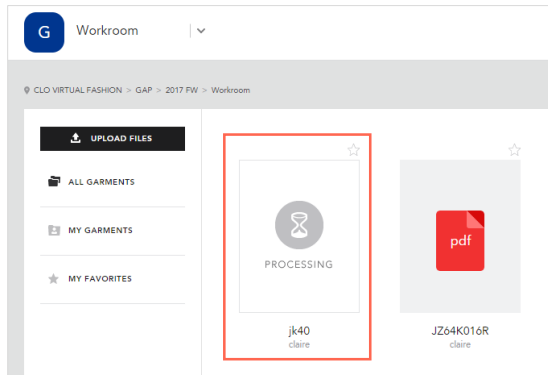 G
Workroom
CLO VIRTUAL FASHION > GAP > 2017 FW > Workroom
UPLOAD FILES
ALL GARMENTS
MY GARMENTS
MY FAVORITES
PROCESSING
jk40
claire
pdf
JZ64K016R
claire